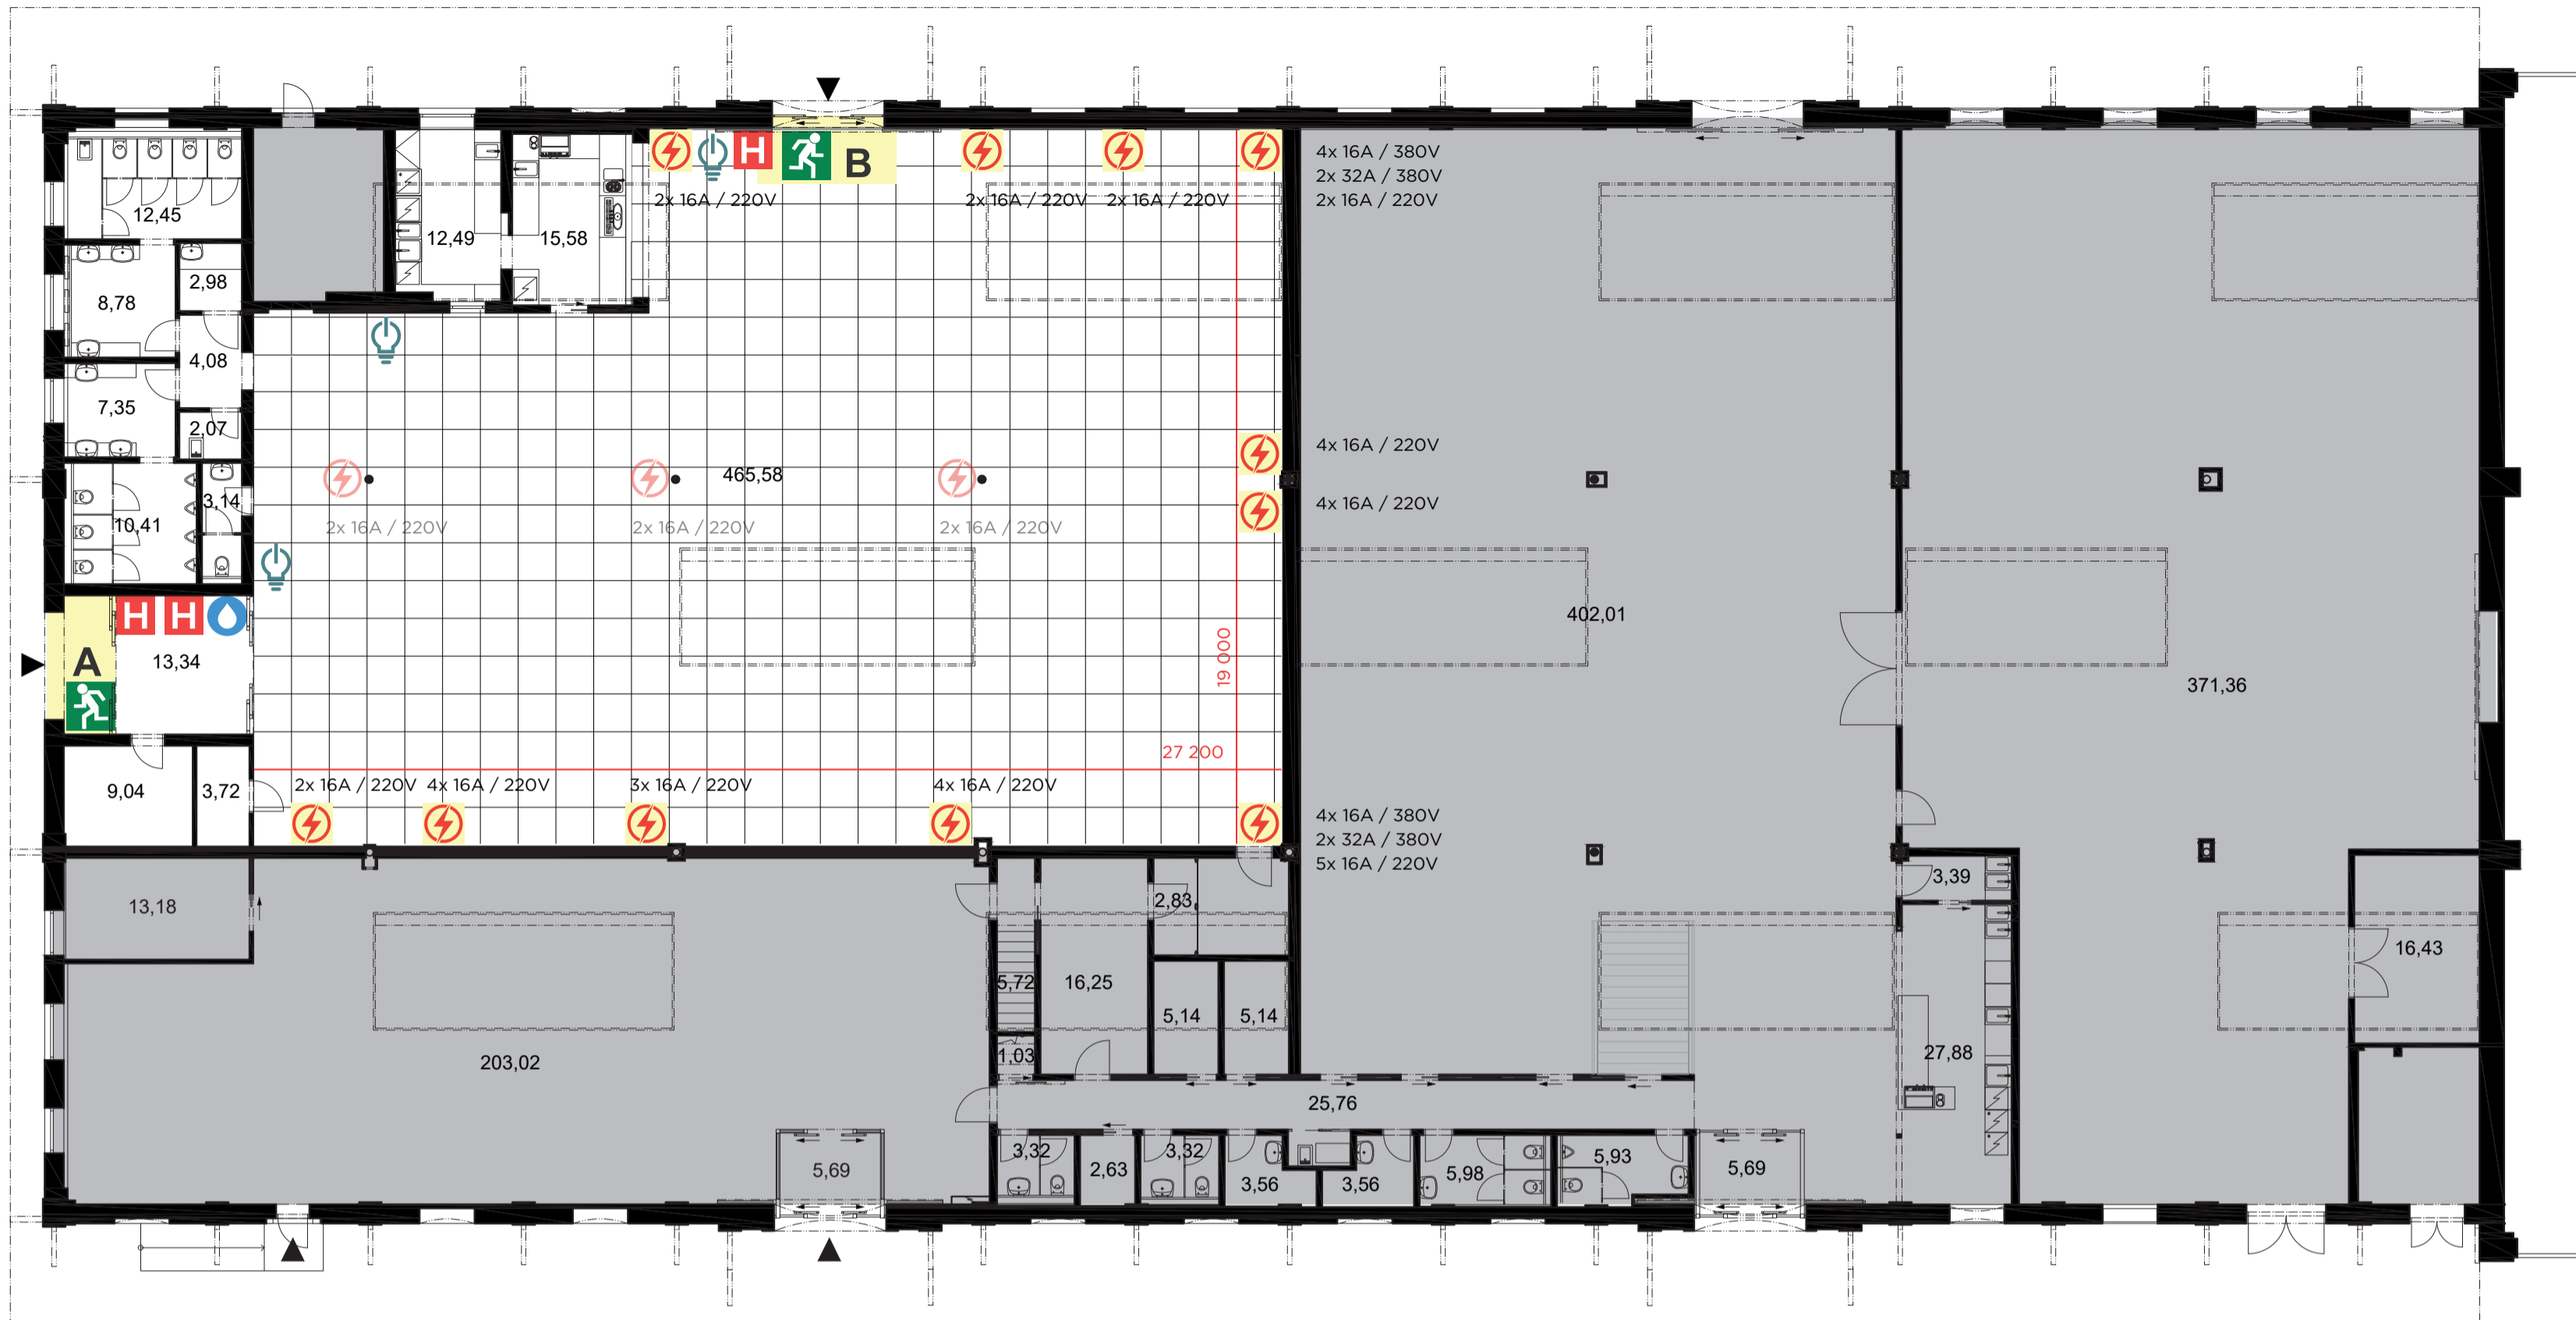 H
B
4x 16A / 380V
2x 32A / 380V
2x 16A / 220V
2x 16A / 220V
2x 16A / 220V
2x 16A / 220V
12,45
12,49
15,58
2,98
8,78
4,08
7,35
2,07
4x 16A / 220V
465,58
3,14
10,41
4x 16A / 220V
2x 16A / 220V
2x 16A / 220V
2x 16A / 220V
H
H
A
13,34
402,01
19 000
371,36
27 200
9,04
3,72
2x 16A / 220V
4x 16A / 220V
3x 16A / 220V
4x 16A / 220V
4x 16A / 380V
2x 32A / 380V
5x 16A / 220V
13,18
2,83
3,39
16,43
5,72
16,25
5,14
5,14
203,02
1,03
27,88
25,76
5,69
3,32
2,63
3,32
3,56
3,56
5,98
5,93
5,69